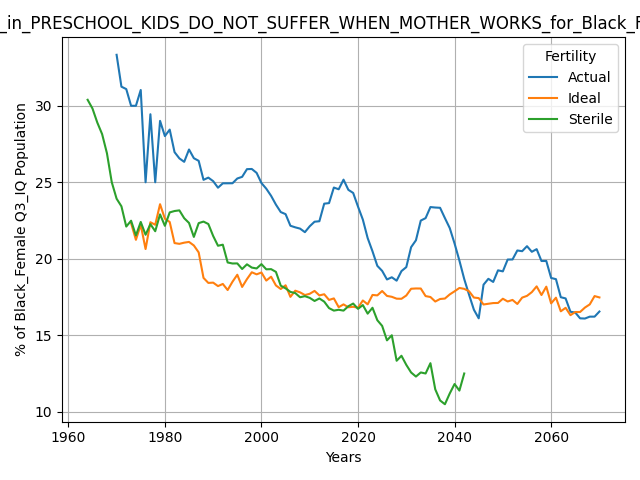 _in_PRESCHOOL_KIDS_DO_NOT_SUFFER_WHEN_MOTHER_WORKS_for_Black_F
Fertility
Actual
Ideal
Sterile
% of Black_Female Q3_IQ Population
30
25
20
15
10
1960
1980
2000
2020
2040
2060
Years